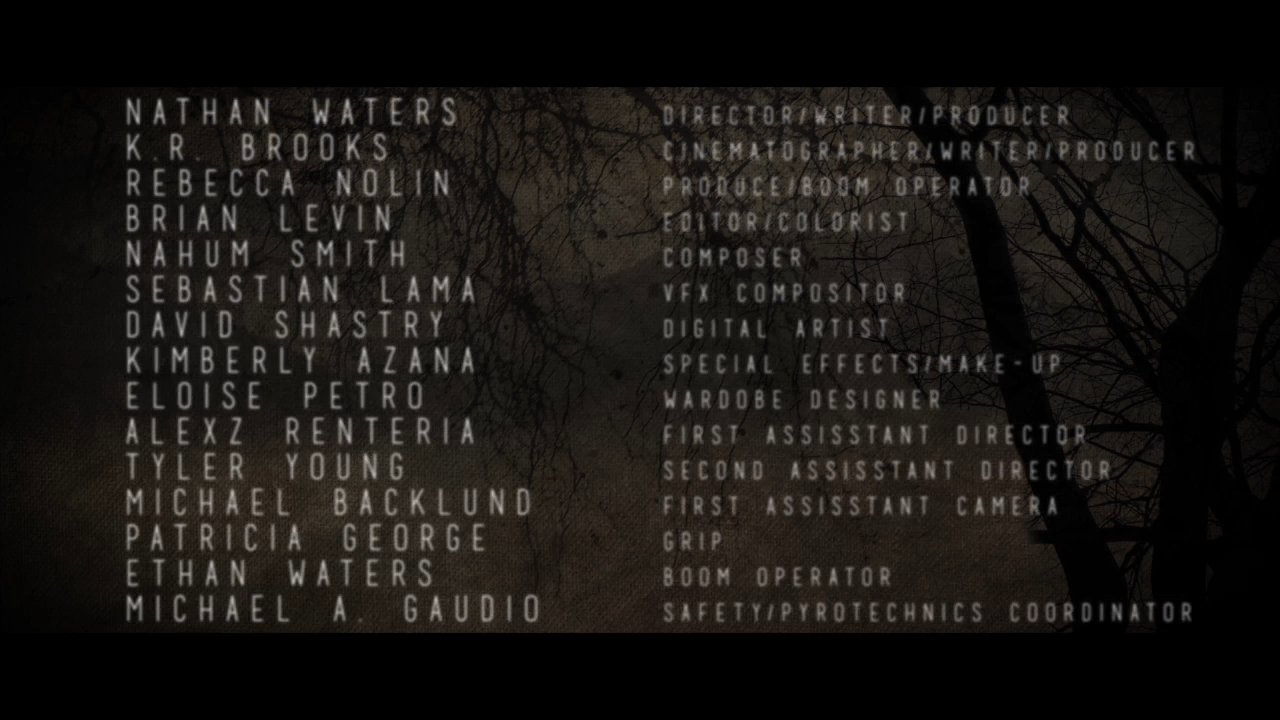 NATHAN WATERS DIRECTOR/WRITER/PRODUCER
K.R. BROOKS CINEMATOGRAPHER/WRITER/PRODUCER
REBECCA NOLIN PRODUCE/BOOM OPERATOR
BRIAN LEVIN EDITOR/COLORIST
NAHUM SMITH COMPOSER
SEBASTIAN LAMA VFX COMPOSITOR
DAVID SHASTRY DIGITAL ARTIST
KIMBERLY AZANA SPECIAL EFFECTS/MAKE-UP
ELOISE PETRO WARDOBE DESIGNER
ALEXZ RENTERIA FIRST ASSISSTANT DIRECTOR
TYLER YOUNG SECOND ASSISSTANT DIRECTOR
MICHAEL BACKLUND FIRST ASSISSTANT CAMERA
PATRICIA GEORGE GRIP
ETHAN WATERS BOOM OPERATOR
MICHAEL A. GAUDIO SAFETY/PYROTECHNICS COORDINATOR